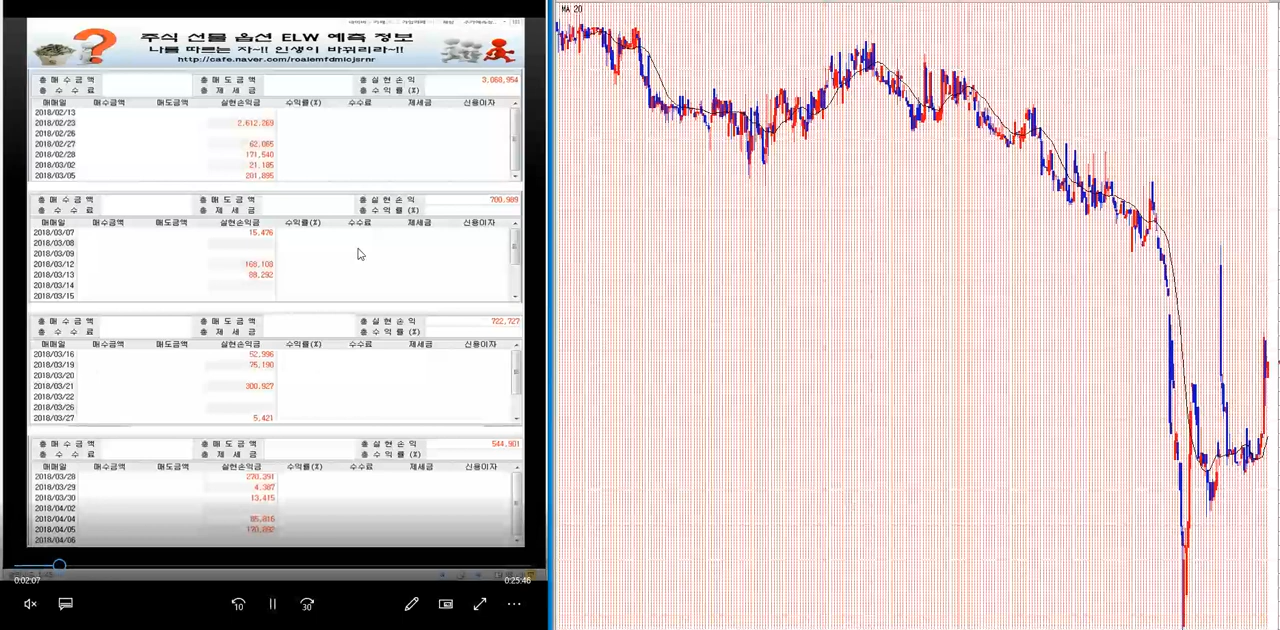 주식 선물 옵션 ELW 예측 정보
나를 따르는 자~!! 인생이 바뀌리라~!!
총 매 수 금 액 총 매 도 금 액 총 실 현 손 익 3,068,954
총 수 수 료 총 제 세 금 총 수 익 률 (%)
매매일 매수금액 매도금액 실현손익금 수익률(%) 수수료 제세금 신용이자
2018/02/13
2018/02/23 2,612,269
2018/02/26
2018/02/27 62,065
2018/02/28 171,540
2018/03/02 21,185
2018/03/05 201,895
총 매 수 금 액 총 매 도 금 액 총 실 현 손 익 700,989
총 수 수 료 총 제 세 금 총 수 익 률 (%)
매매일 매수금액 매도금액 실현손익금 수익률(%) 수수료 제세금 신용이자
2018/03/07 15,476
2018/03/08
2018/03/09
2018/03/12 168,108
2018/03/13 88,292
2018/03/14
2018/03/15
총 매 수 금 액 총 매 도 금 액 총 실 현 손 익 722,727
총 수 수 료 총 제 세 금 총 수 익 률 (%)
매매일 매수금액 매도금액 실현손익금 수익률(%) 수수료 제세금 신용이자
2018/03/16 52,996
2018/03/19 75,190
2018/03/20
2018/03/21 300,927
2018/03/22
2018/03/26
2018/03/27 5,421
총 매 수 금 액 총 매 도 금 액 총 실 현 손 익 544,901
총 수 수 료 총 제 세 금 총 수 익 률 (%)
매매일 매수금액 매도금액 실현손익금 수익률(%) 수수료 제세금 신용이자
2018/03/28 270,391
2018/03/29 4,387
2018/03/30 13,415
2018/04/02
2018/04/04 85,816
2018/04/05 170,892
2018/04/06
0:02:07 0:25:46
10 30
MA 20